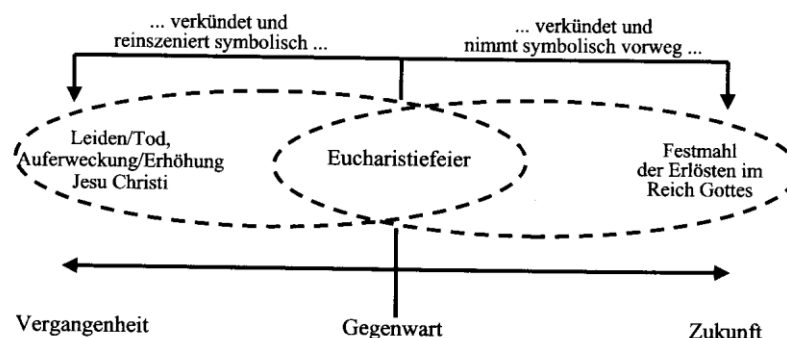 ... verkündet und
reinszeniert symbolisch ...
... verkündet und
nimmt symbolisch vorweg ...
Leiden/Tod,
Auferweckung/Erhöhung
Jesu Christi
Eucharistiefeier
Festmahl
der Erlösten im
Reich Gottes
Vergangenheit
Gegenwart
Zukunft